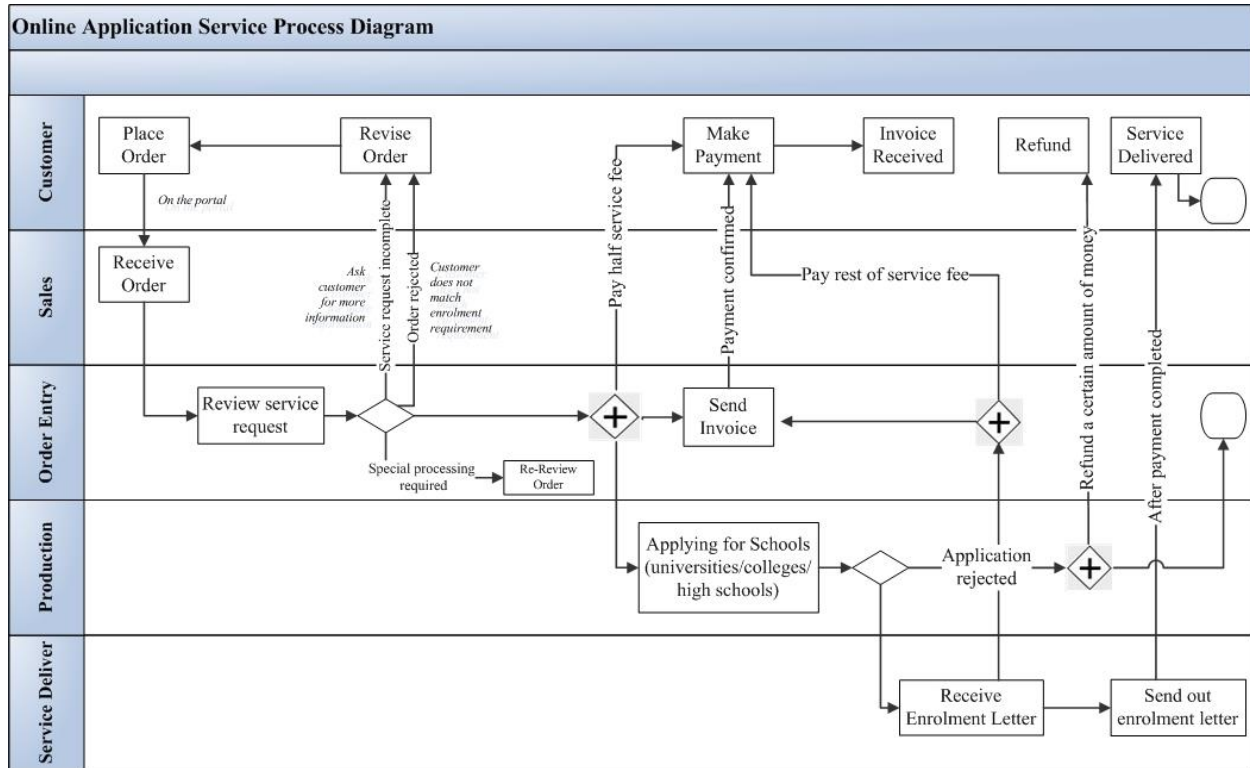 Online Application Service Process Diagram
Customer
Place
Order
Revise
Order
Make
Payment
Invoice
Received
Refund
Service
Delivered
On the portal
Sales
Receive
Order
Ask
customer
for more
information
Service request incomplete
Order rejected
Customer
does not
match
enrolment
requirement
Pay half service fee
Payment confirmed
Pay rest of service fee
Refund a certain amount of money
After payment completed
Order Entry
Review service
request
Send
Invoice
Special processing
required
Re-Review
Order
Production
Applying for Schools
(universities/colleges/
high schools)
Application
rejected
Service Deliver
Receive
Enrolment Letter
Send out
enrolment letter